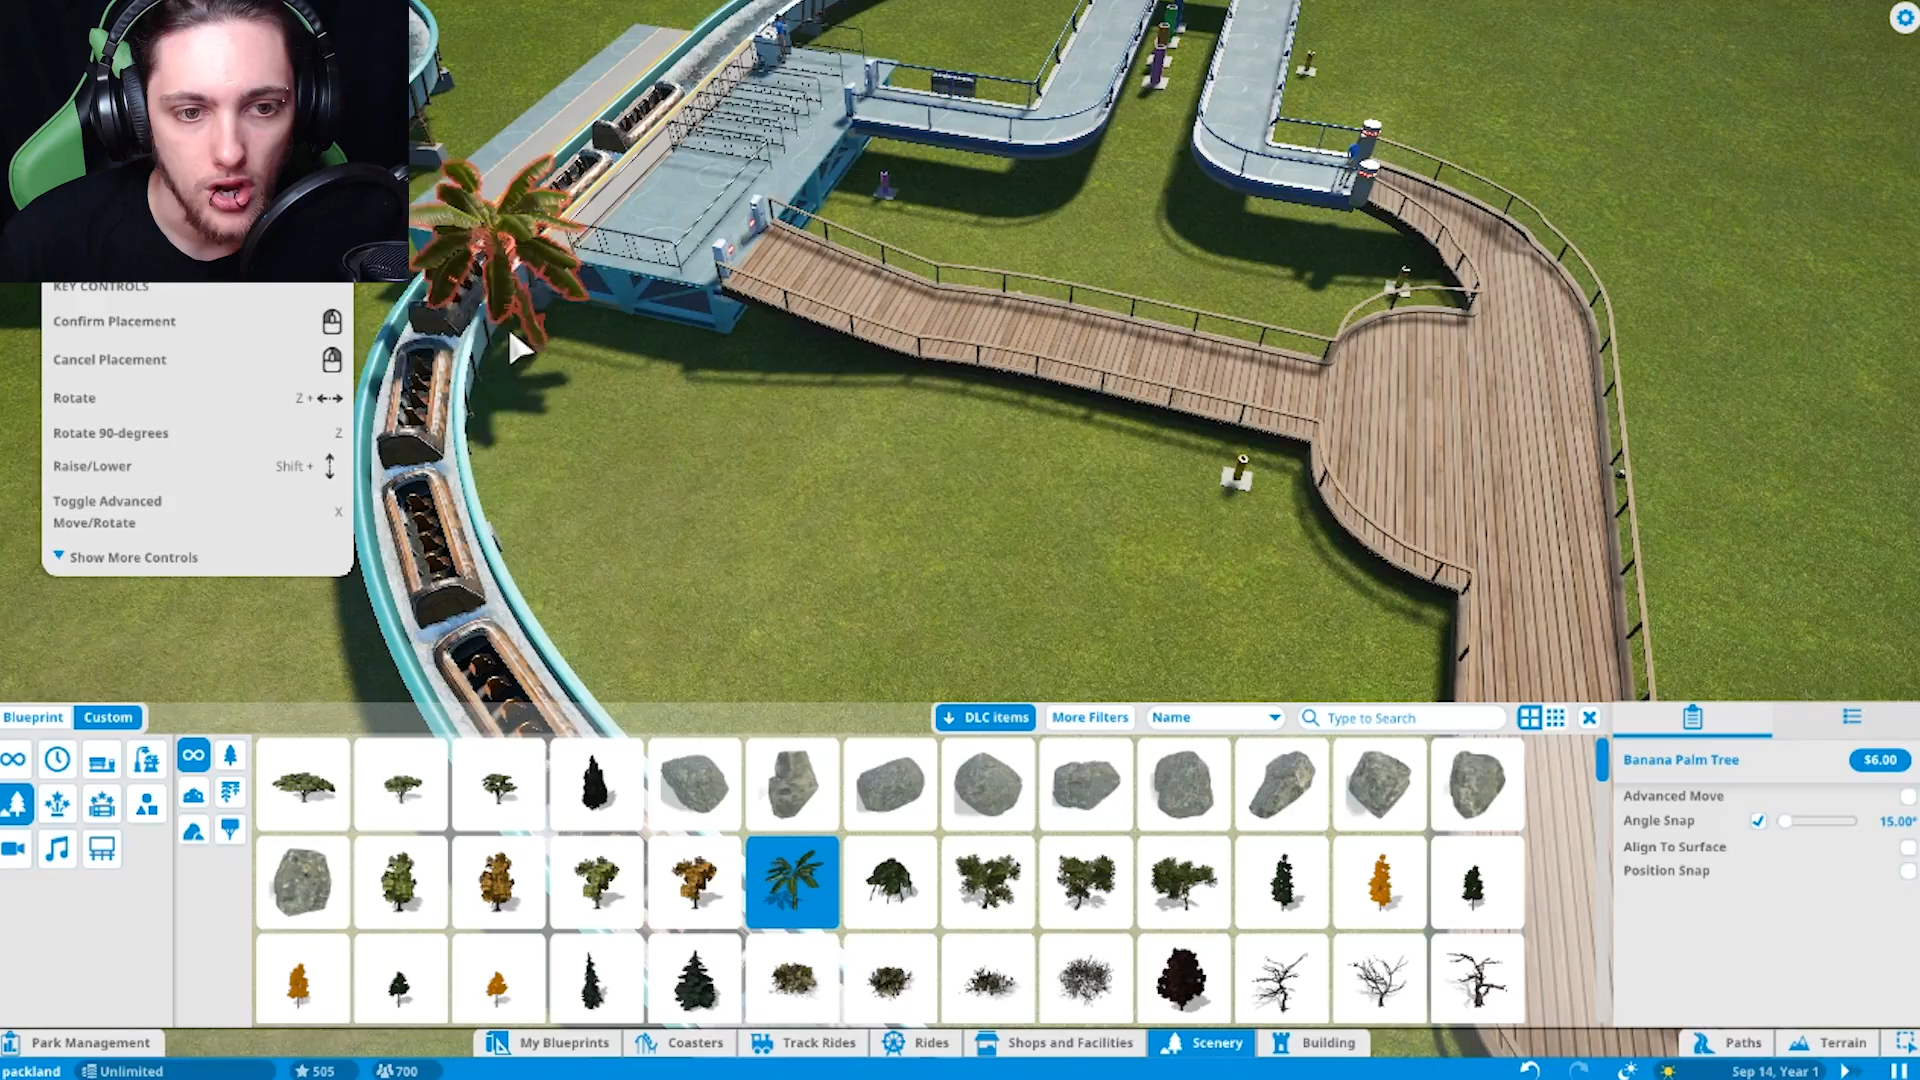 KEY CONTROLS
Confirm Placement
Cancel Placement
Rotate Z +
Rotate 90-degrees Z
Raise/Lower Shift +
Toggle Advanced
Move/Rotate X
Show More Controls
Blueprint Custom
DLC items More Filters Name Type to Search
Banana Palm Tree $6.00
Advanced Move
Angle Snap 15.00°
Align To Surface
Position Snap
Park Management My Blueprints Coasters Track Rides Rides Shops and Facilities Scenery Building Paths Terrain
packland Unlimited 505 700 Sep 14, Year 1